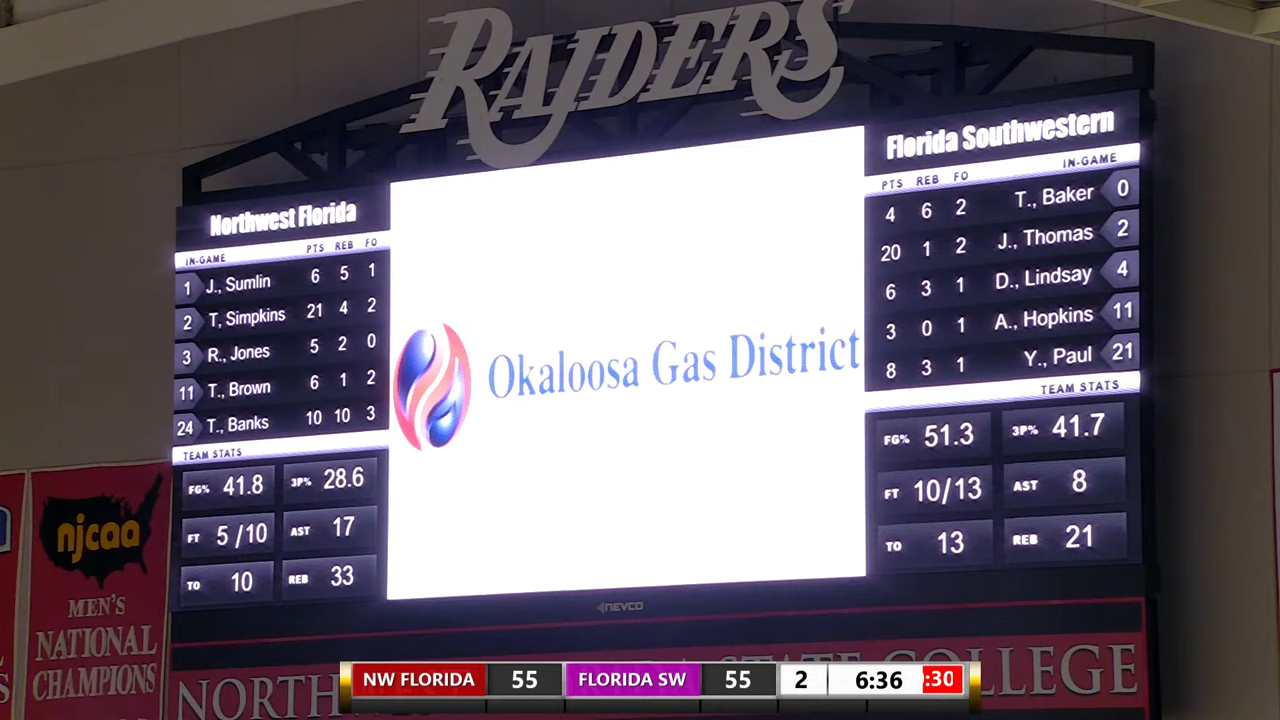 RAIDERS
Northwest Florida
IN-GAME PTS REB FO
1 J., Sumlin 6 5 1
2 T, Simpkins 21 4 2
3 R., Jones 5 2 0
11 T., Brown 6 1 2
24 T., Banks 10 10 3
TEAM STATS
FG% 41.8 3P% 28.6
FT 5/10 AST 17
TO 10 REB 33
Okaloosa Gas District
Florida Southwestern
IN-GAME
PTS REB FO
4 6 2 T., Baker 0
20 1 2 J., Thomas 2
6 3 1 D., Lindsay 4
3 0 1 A., Hopkins 11
8 3 1 Y., Paul 21
TEAM STATS
FG% 51.3 3P% 41.7
FT 10/13 AST 8
TO 13 REB 21
NEVCO
njcaa
MEN'S
NATIONAL
CHAMPIONS
NORTH STATE COLLEGE
NW FLORIDA 55 FLORIDA SW 55 2 6:36 :30